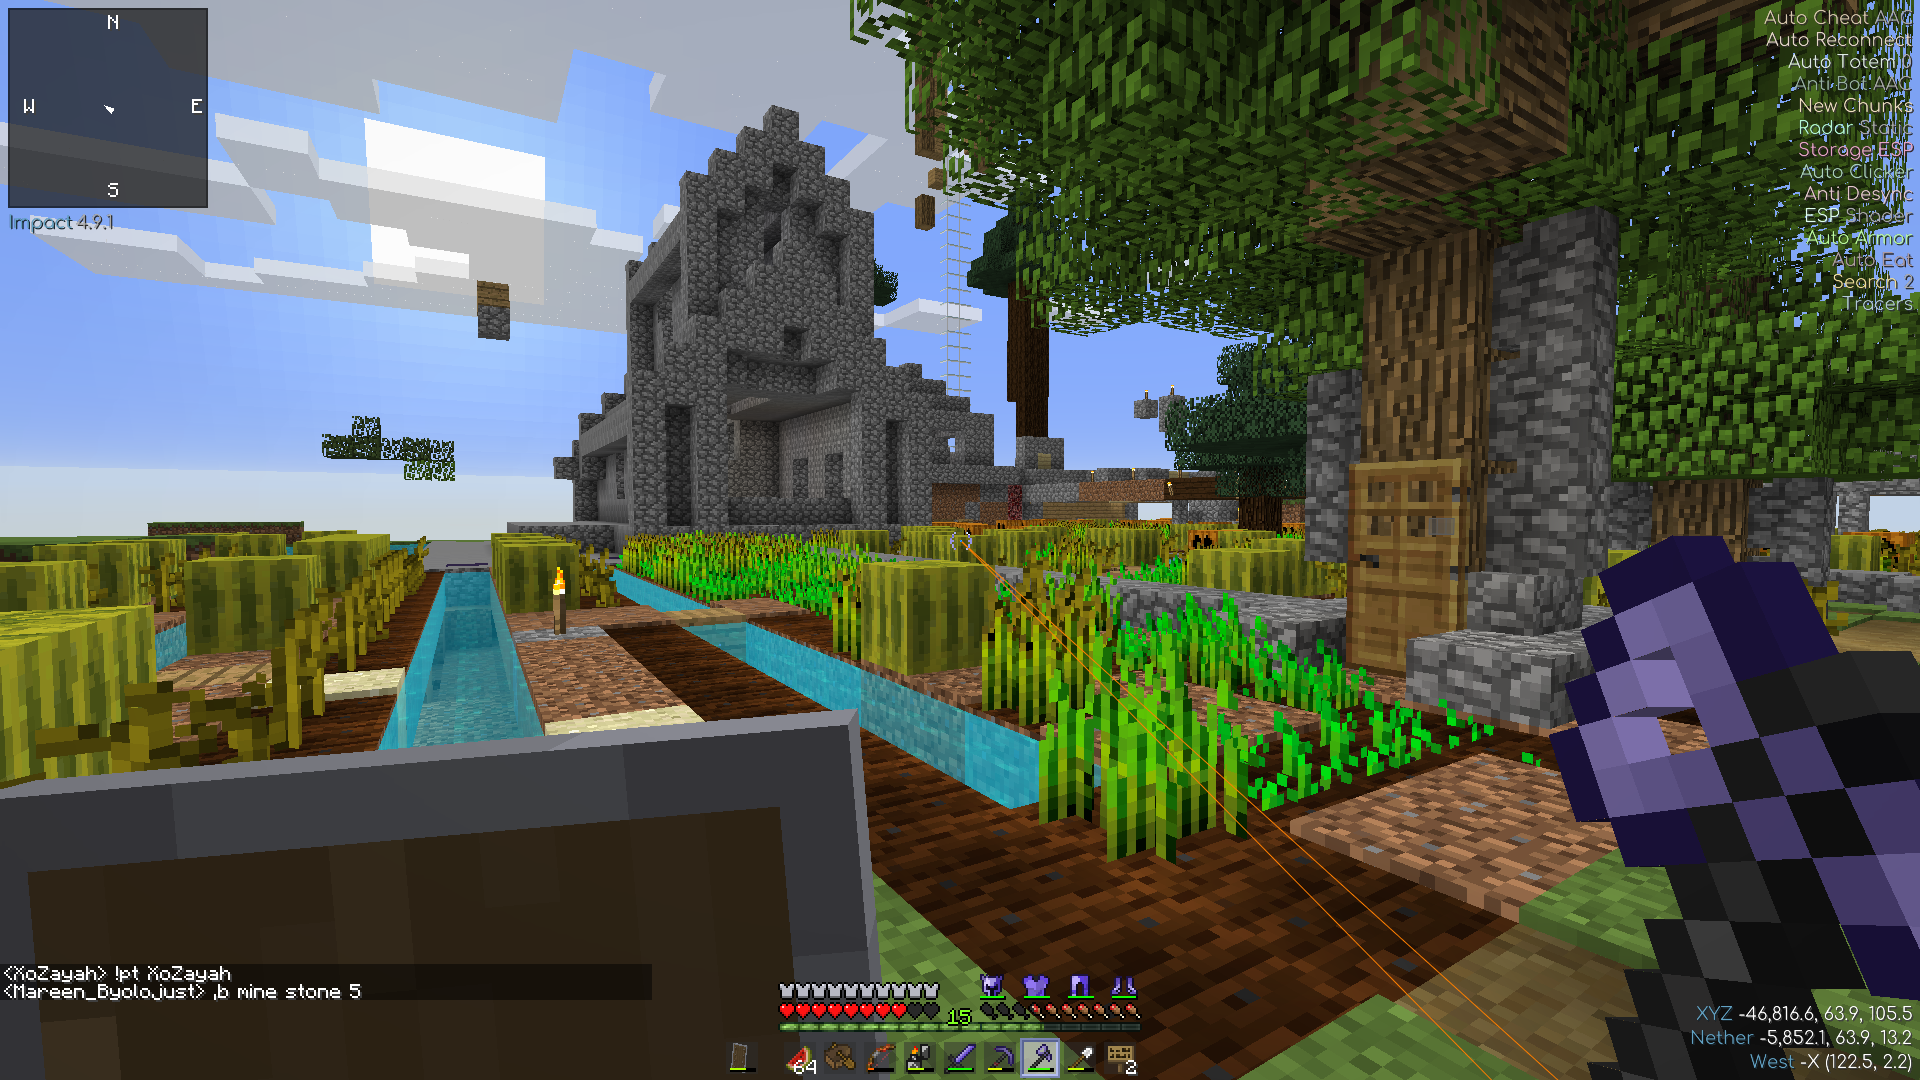 N
W
E
S
Impact 4.9.1
Auto Cheat AAC
Auto Reconnect
Auto Totem 0
Anti Bot AAC
New Chunks
Radar Static
Storage ESP
Auto Clicker
Anti Desync
ESP Shader
Auto Armor
Auto Eat
Search 2
Tracers
<XoZayah> !pt XoZayah
<Mareen_Byolojust> ,b mine stone 5
15
64
2
XYZ -46,816.6, 63.9, 105.5
Nether -5,852.1, 63.9, 13.2
West -X (122.5, 2.2)